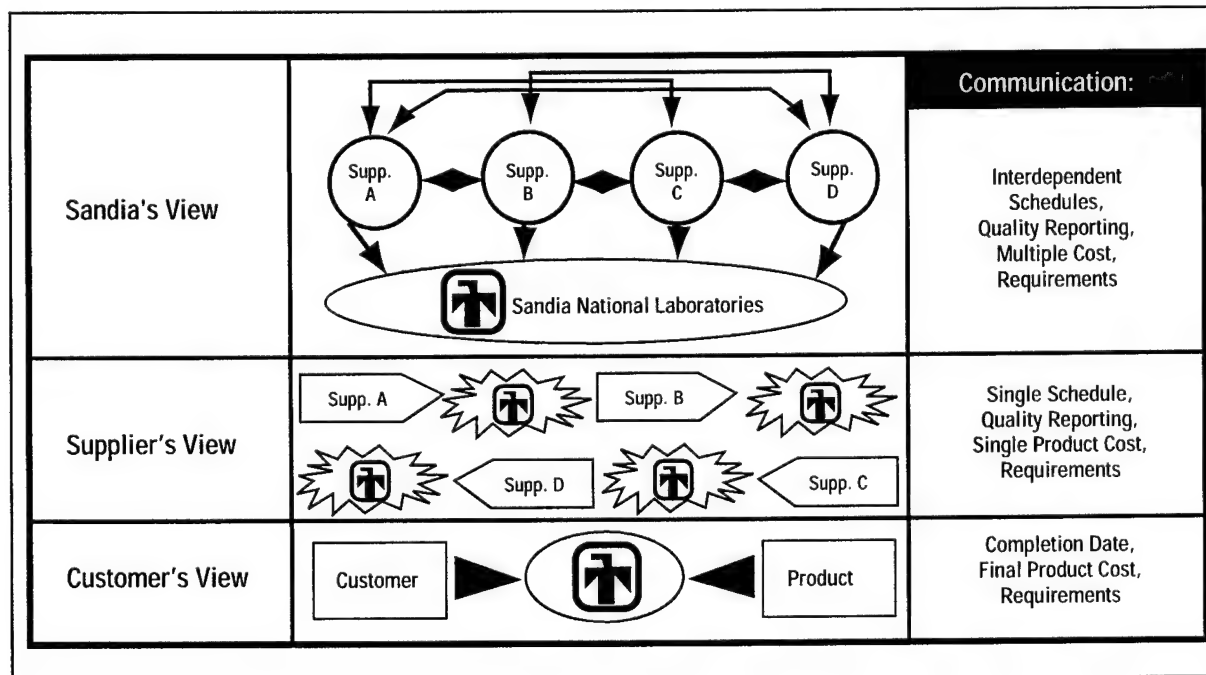 Communication:
Sandia's View
Supp.
A
Supp.
B
Supp.
C
Supp.
D
Sandia National Laboratories
Interdependent
Schedules,
Quality Reporting,
Multiple Cost,
Requirements
Supplier's View
Supp. A
Supp. B
Supp. D
Supp. C
Single Schedule,
Quality Reporting,
Single Product Cost,
Requirements
Customer's View
Customer
Product
Completion Date,
Final Product Cost,
Requirements